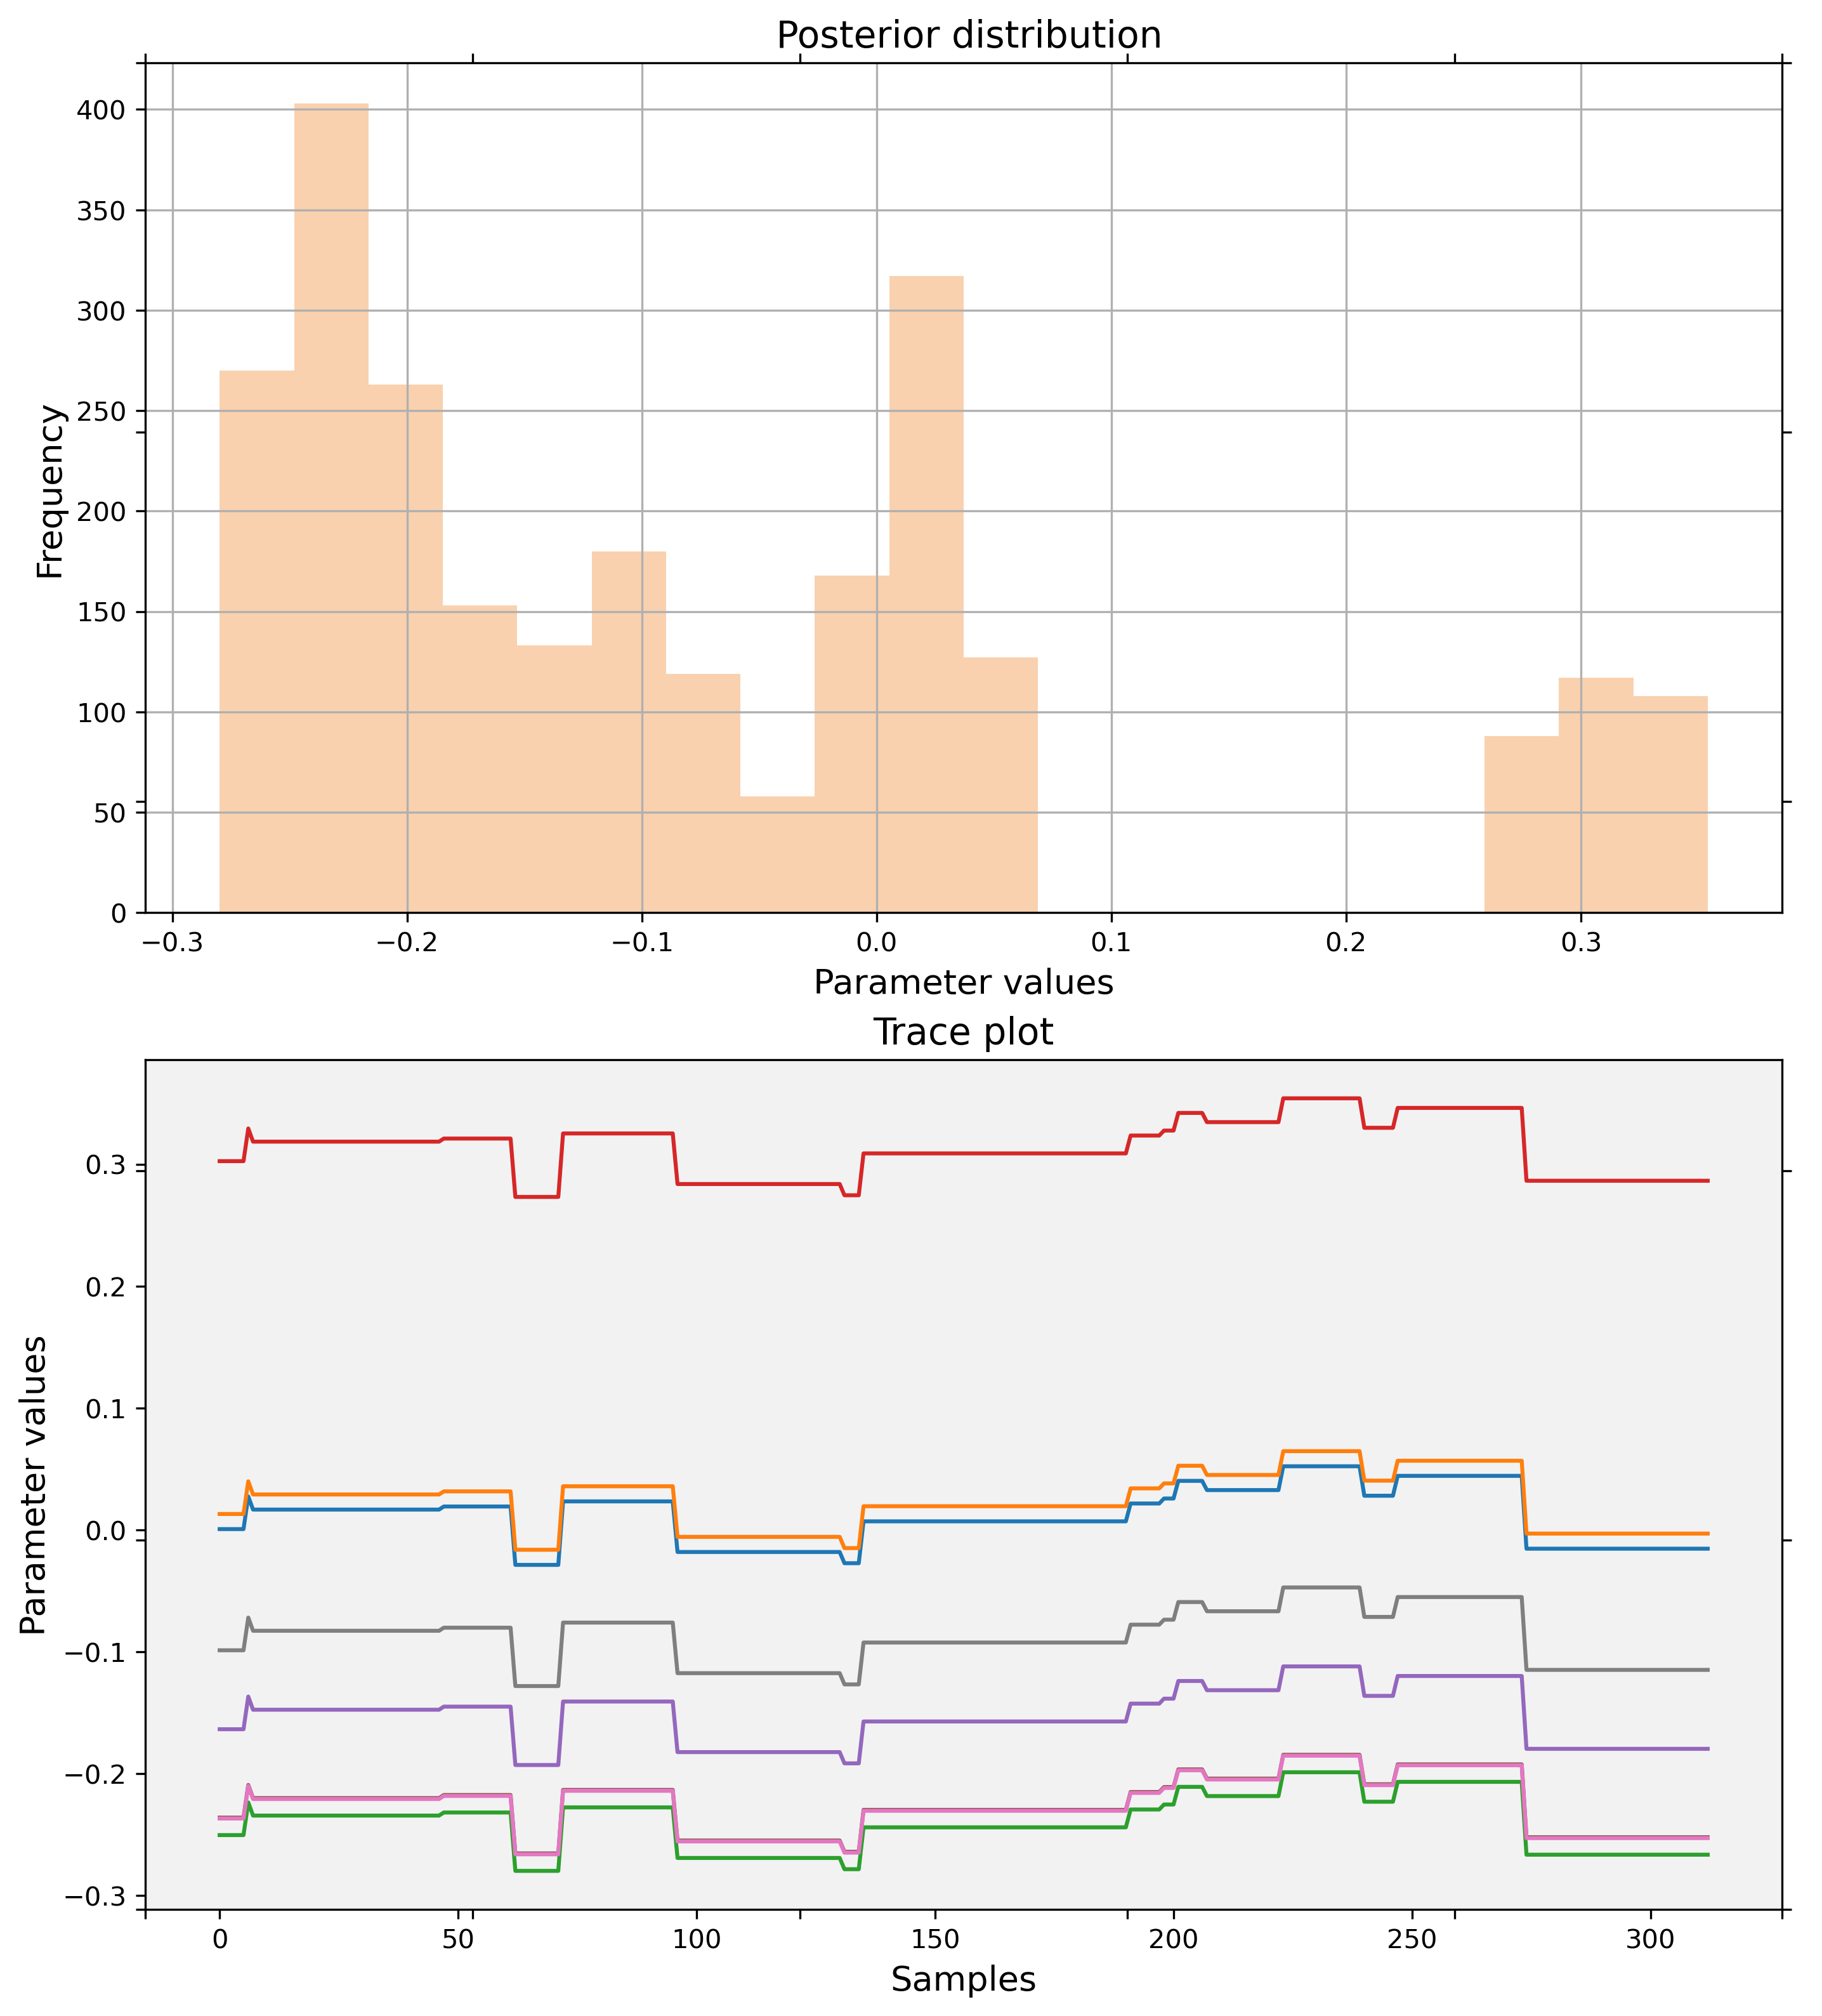 Posterior distribution
400
350
300
250
200
150
100
50
0
Frequency
−0.3 −0.2 −0.1 0.0 0.1 0.2 0.3
Parameter values
Trace plot
0.3
0.2
0.1
0.0
−0.1
−0.2
−0.3
Parameter values
0 50 100 150 200 250 300
Samples